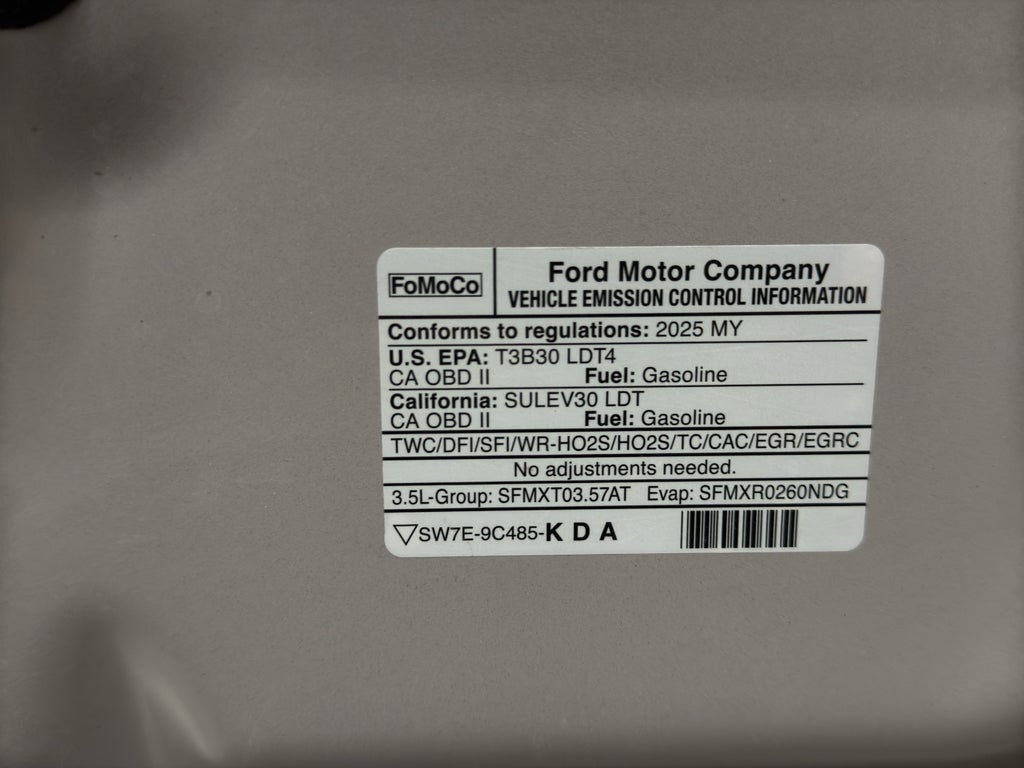 FoMoCo
Ford Motor Company
VEHICLE EMISSION CONTROL INFORMATION
Conforms to regulations: 2025 MY
U.S. EPA: T3B30 LDT4
CA OBD II Fuel: Gasoline
California: SULEV30 LDT
CA OBD II Fuel: Gasoline
TWC/DFI/SFI/WR-HO2S/HO2S/TC/CAC/EGR/EGRC
No adjustments needed.
3.5L-Group: SFMXT03.57AT Evap: SFMXR0260NDG
▽SW7E-9C485-K D A